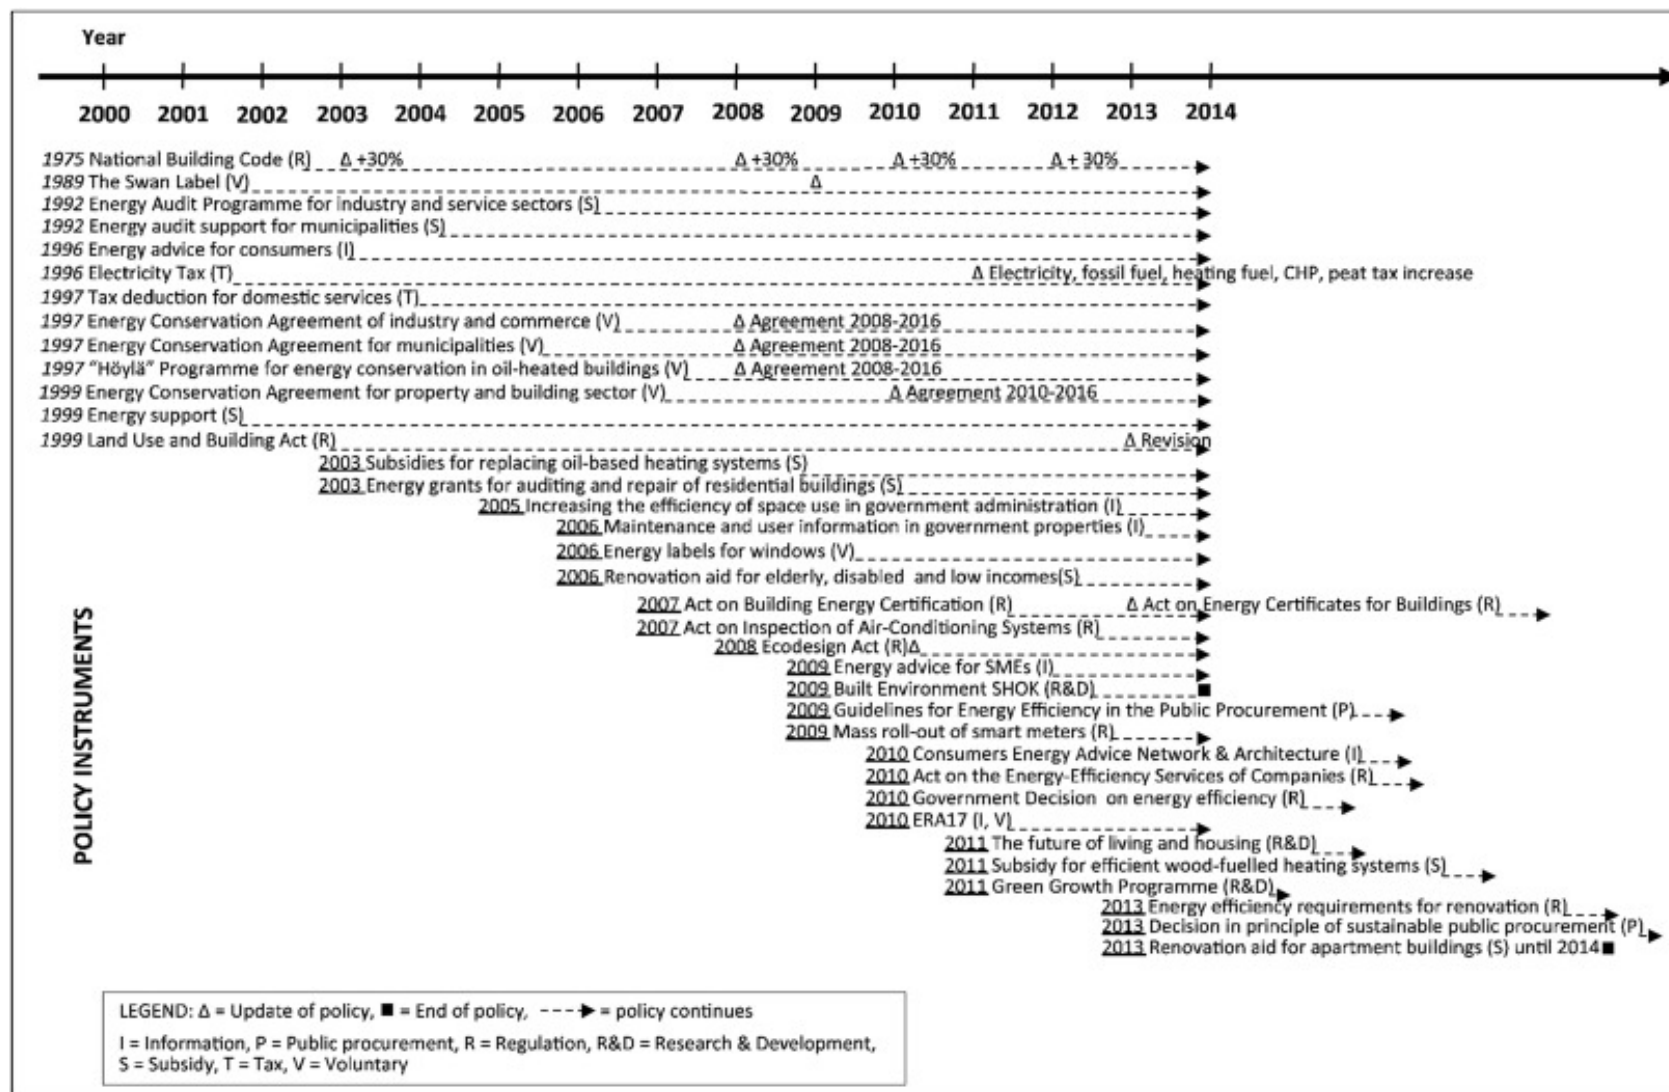 Year
2000 2001 2002 2003 2004 2005 2006 2007 2008 2009 2010 2011 2012 2013 2014
1975 National Building Code (R) Δ +30% Δ +30% Δ +30% Δ + 30%
1989 The Swan Label (V) Δ
1992 Energy Audit Programme for industry and service sectors (S)
1992 Energy audit support for municipalities (S)
1996 Energy advice for consumers (I)
1996 Electricity Tax (T) Δ Electricity, fossil fuel, heating fuel, CHP, peat tax increase
1997 Tax deduction for domestic services (T)
1997 Energy Conservation Agreement of industry and commerce (V) Δ Agreement 2008-2016
1997 Energy Conservation Agreement for municipalities (V) Δ Agreement 2008-2016
1997 “Höylä” Programme for energy conservation in oil-heated buildings (V) Δ Agreement 2008-2016
1999 Energy Conservation Agreement for property and building sector (V) Δ Agreement 2010-2016
1999 Energy support (S)
1999 Land Use and Building Act (R) Δ Revision
2003 Subsidies for replacing oil-based heating systems (S)
2003 Energy grants for auditing and repair of residential buildings (S)
2005 Increasing the efficiency of space use in government administration (I)
2006 Maintenance and user information in government properties (I)
2006 Energy labels for windows (V)
2006 Renovation aid for elderly, disabled and low incomes(S)
2007 Act on Building Energy Certification (R) Δ Act on Energy Certificates for Buildings (R)
2007 Act on Inspection of Air-Conditioning Systems (R)
2008 Ecodesign Act (R)Δ
2009 Energy advice for SMEs (I)
2009 Built Environment SHOK (R&D) ■
2009 Guidelines for Energy Efficiency in the Public Procurement (P)
2009 Mass roll-out of smart meters (R)
2010 Consumers Energy Advice Network & Architecture (I)
2010 Act on the Energy-Efficiency Services of Companies (R)
2010 Government Decision on energy efficiency (R)
2010 ERA17 (I, V)
2011 The future of living and housing (R&D)
2011 Subsidy for efficient wood-fuelled heating systems (S)
2011 Green Growth Programme (R&D)
2013 Energy efficiency requirements for renovation (R)
2013 Decision in principle of sustainable public procurement (P)
2013 Renovation aid for apartment buildings (S) until 2014 ■
POLICY INSTRUMENTS
LEGEND: Δ = Update of policy, ■ = End of policy, ----► = policy continues
I = Information, P = Public procurement, R = Regulation, R&D = Research & Development,
S = Subsidy, T = Tax, V = Voluntary